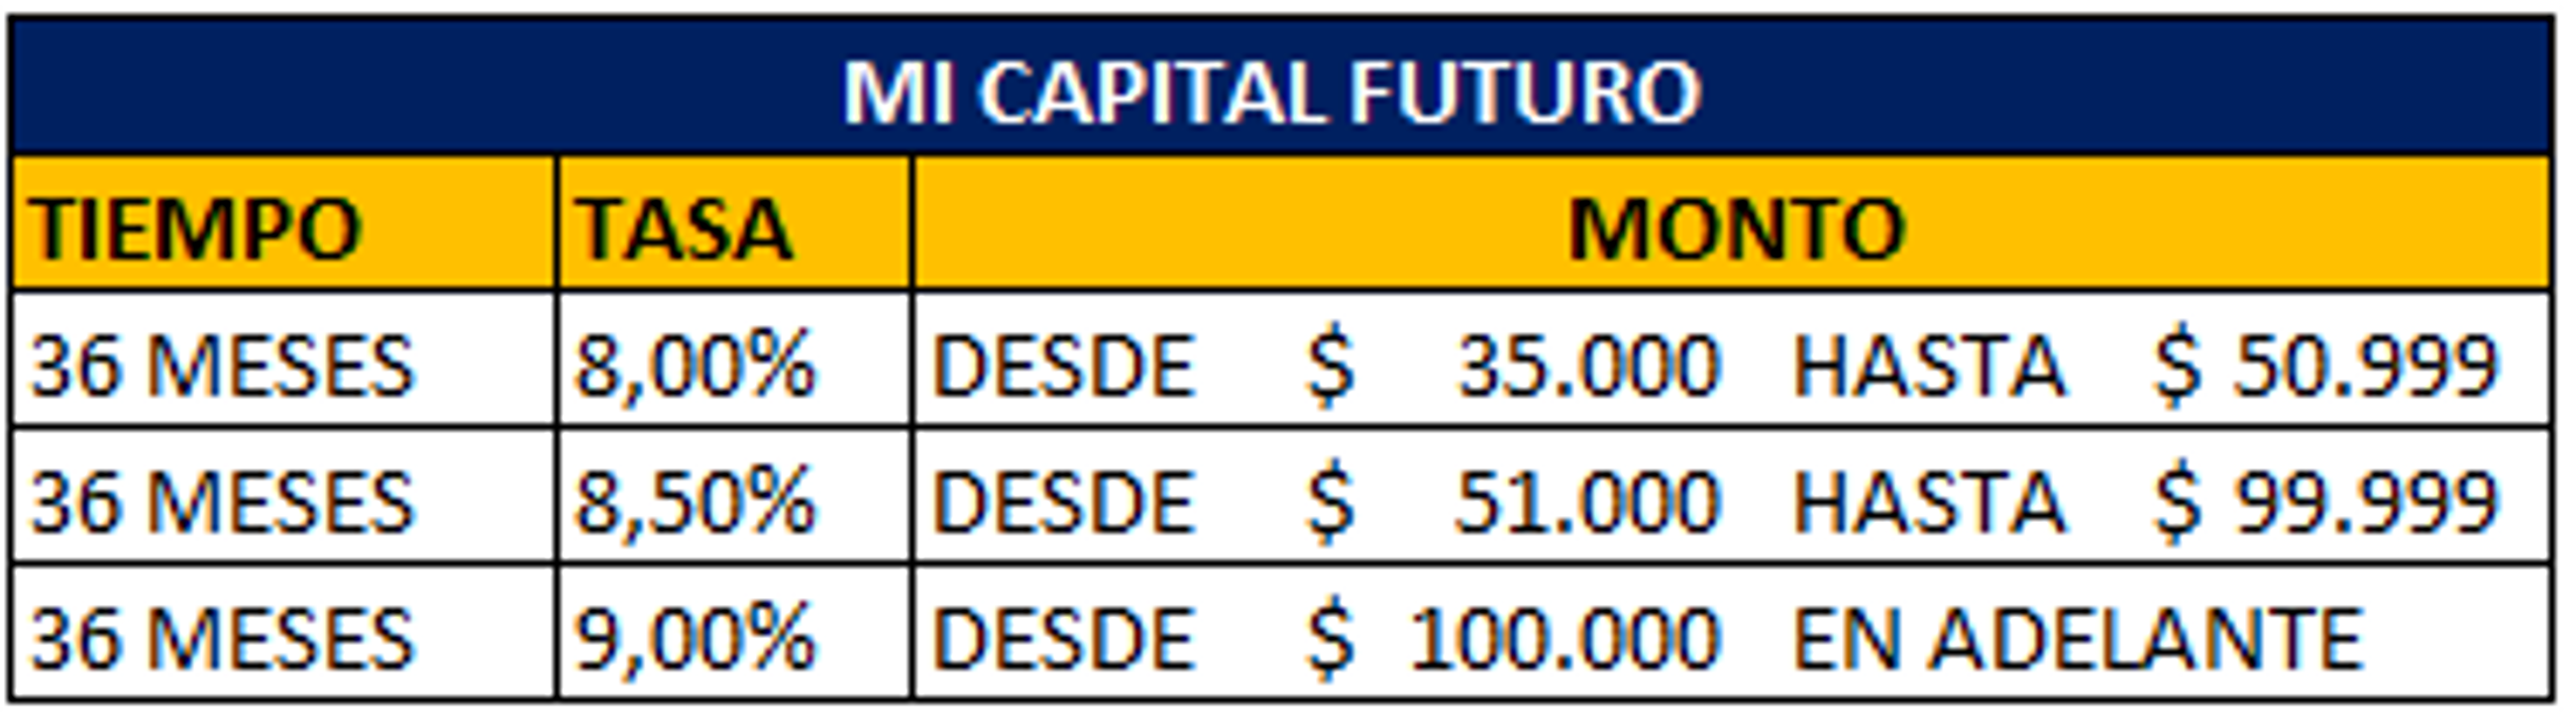 MI CAPITAL FUTURO
TIEMPO TASA MONTO
36 MESES 8,00% DESDE $ 35.000 HASTA $ 50.999
36 MESES 8,50% DESDE $ 51.000 HASTA $ 99.999
36 MESES 9,00% DESDE $ 100.000 EN ADELANTE